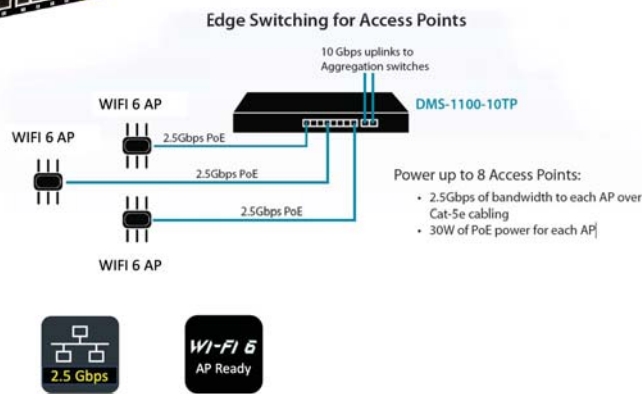 Edge Switching for Access Points
10 Gbps uplinks to
Aggregation switches
DMS-1100-10TP
WIFI 6 AP
2.5Gbps PoE
WIFI 6 AP
2.5Gbps PoE
2.5Gbps PoE
WIFI 6 AP
Power up to 8 Access Points:
• 2.5Gbps of bandwidth to each AP over
Cat-5e cabling
• 30W of PoE power for each AP
2.5 Gbps
WI-FI 6
AP Ready